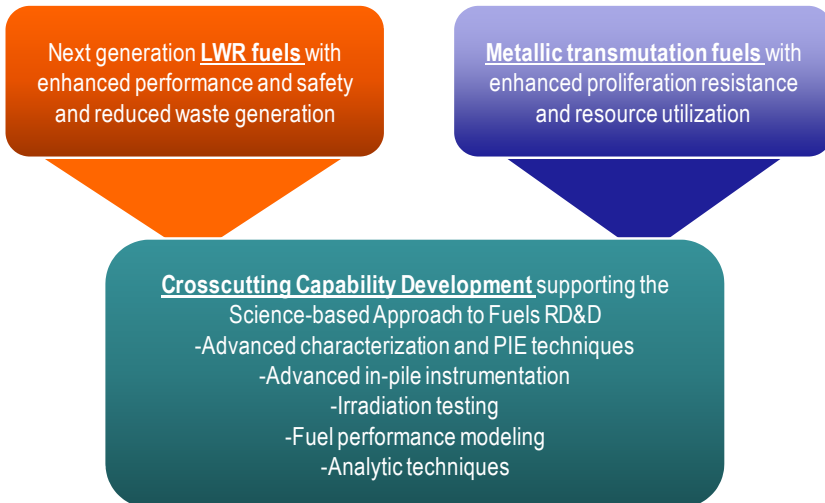 Next generation LWR fuels with
enhanced performance and safety
and reduced waste generation
Metallic transmutation fuels with
enhanced proliferation resistance
and resource utilization
Crosscutting Capability Development supporting the
Science-based Approach to Fuels RD&D
-Advanced characterization and PIE techniques
-Advanced in-pile instrumentation
-Irradiation testing
-Fuel performance modeling
-Analytic techniques